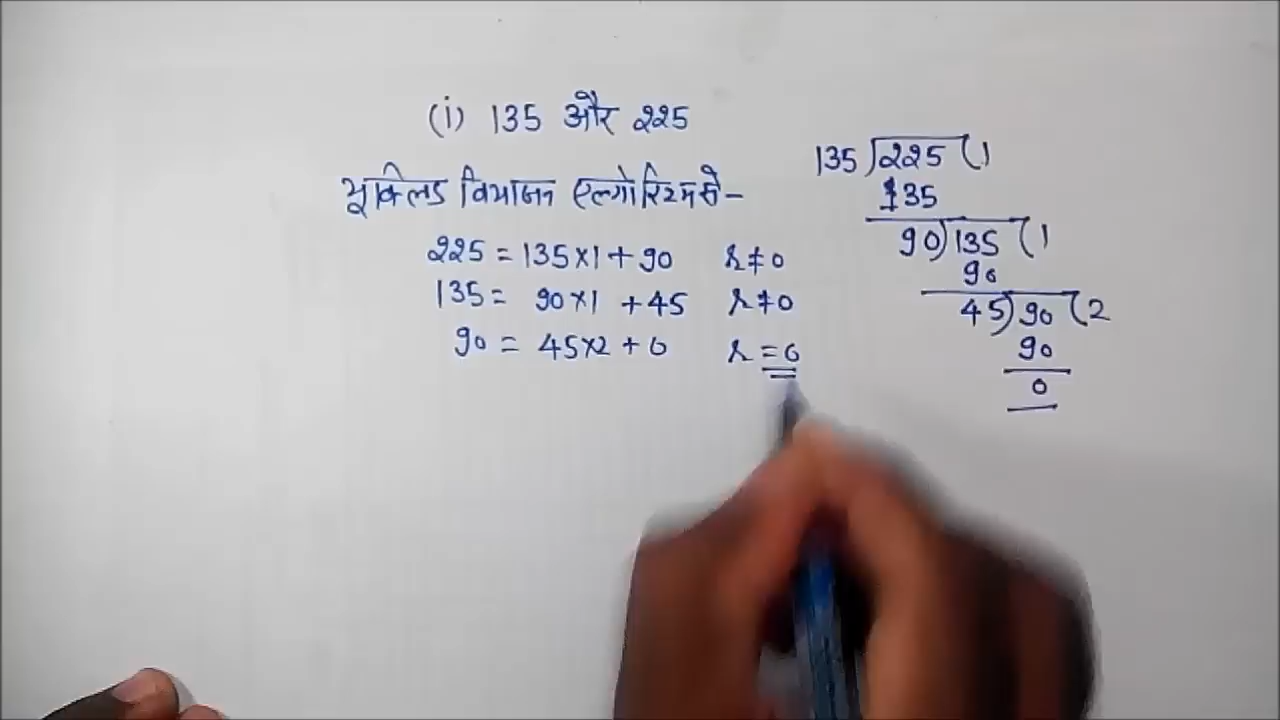 (i) 135 और 225
यूक्लिड विभाजन एल्गोरिथ्म से -
225 = 135×1 + 90 r ≠ 0
135 = 90×1 + 45 r ≠ 0
90 = 45×2 + 0 r = 0
135)225(1
135
90)135(1
90
45)90(2
90
0